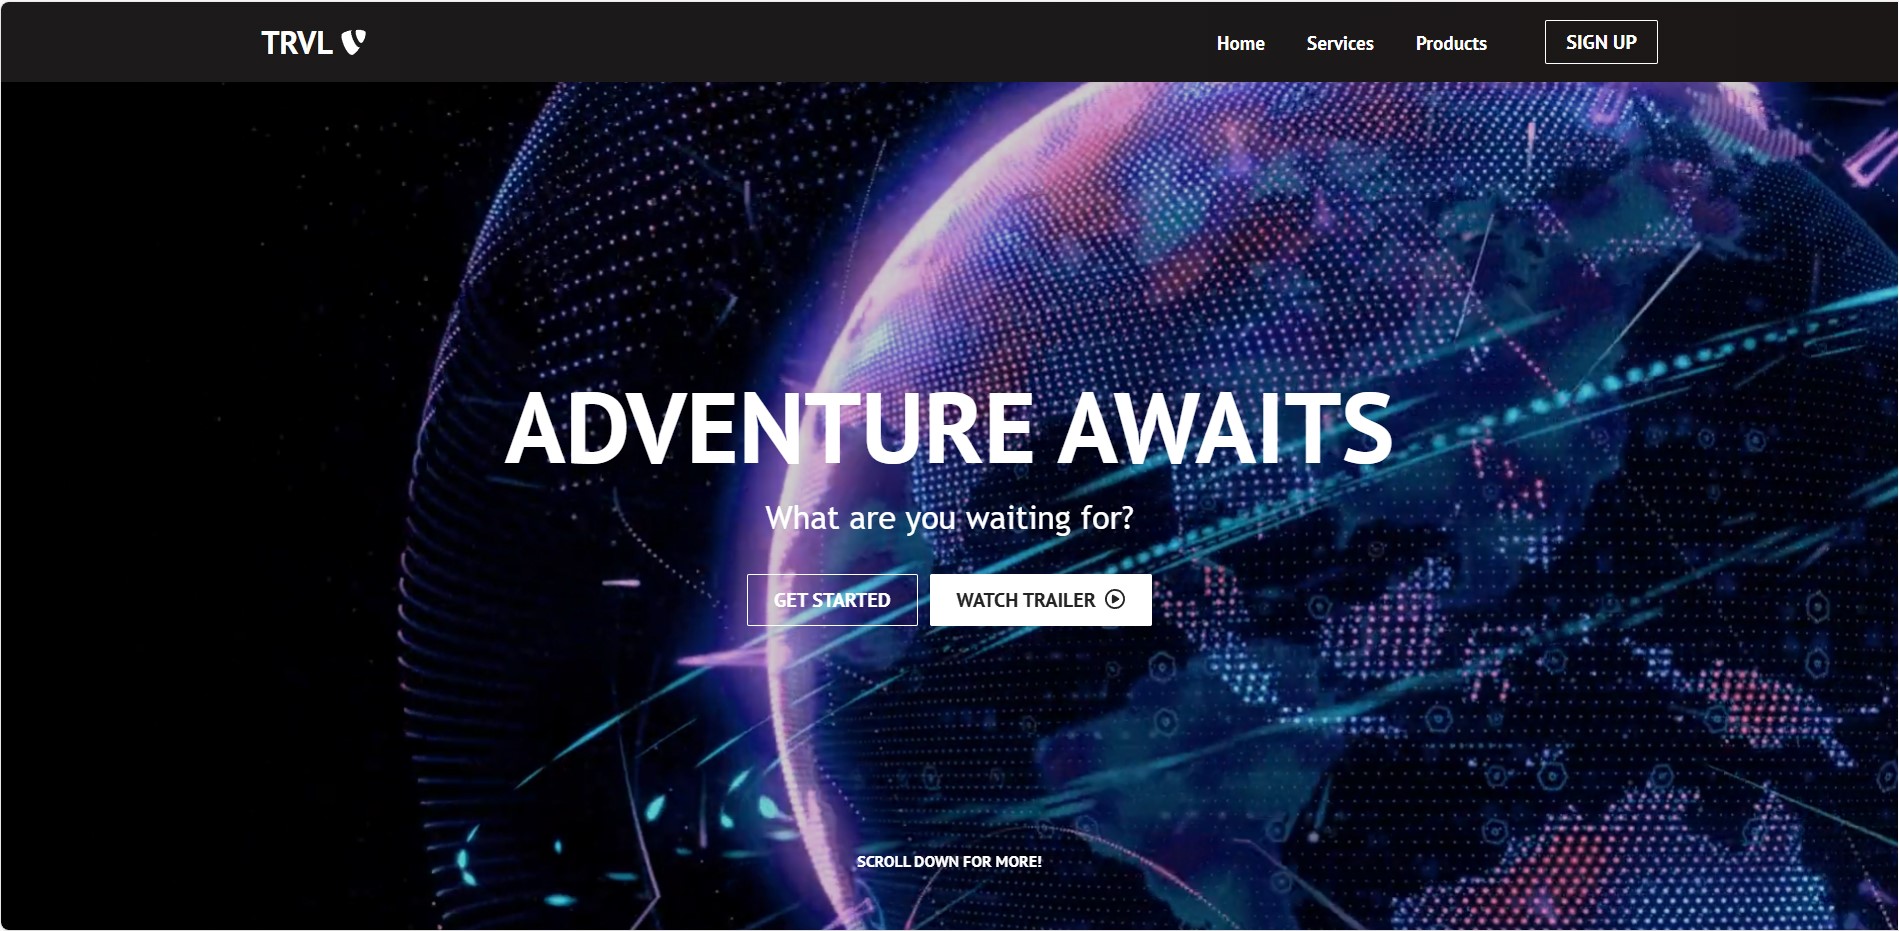 TRVL
Home Services Products SIGN UP
ADVENTURE AWAITS
What are you waiting for?
GET STARTED WATCH TRAILER
SCROLL DOWN FOR MORE!